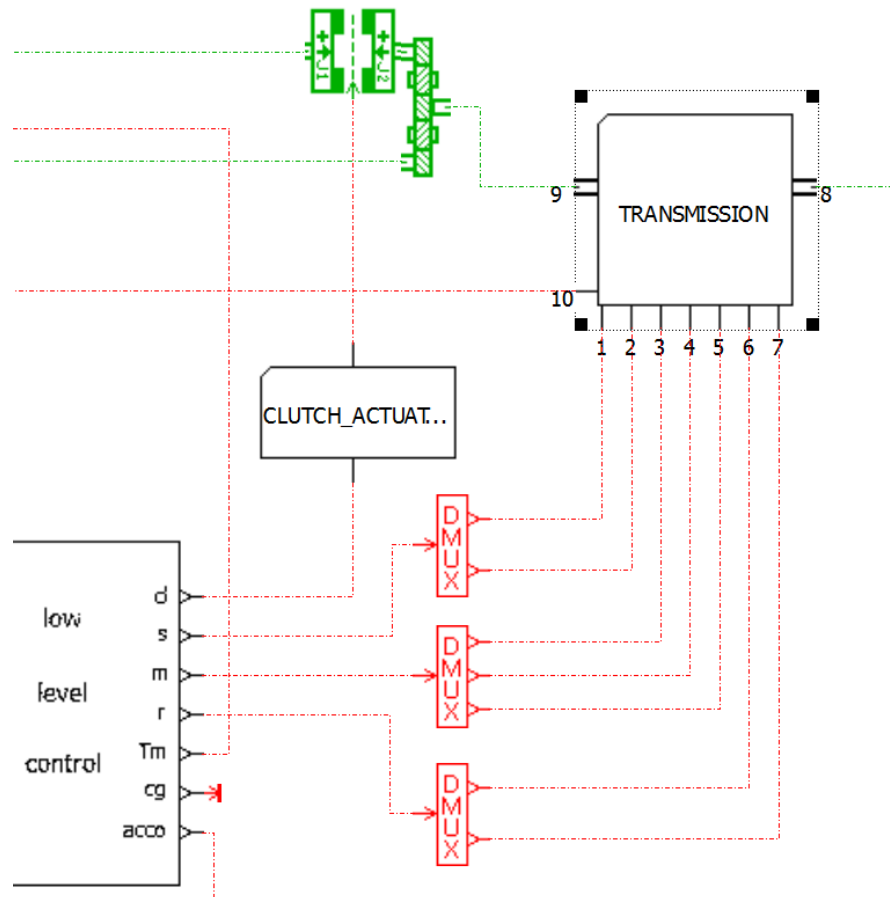 J1
J2
9
TRANSMISSION
8
10
1 2 3 4 5 6 7
CLUTCH_ACTUAT...
DMUX
d
low
s
DMUX
m
level
r
Tm
control
DMUX
cg
acco